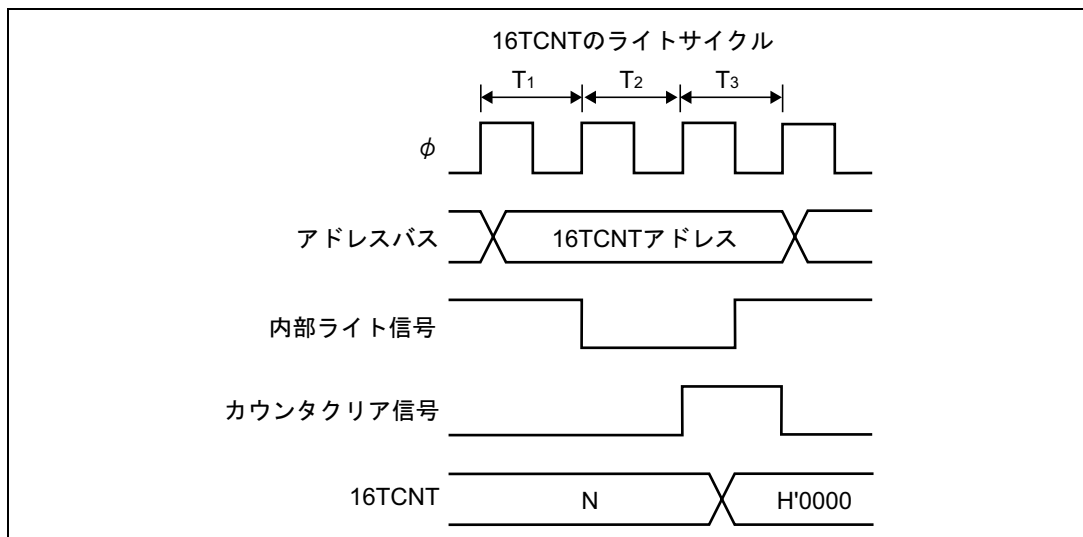 16TCNTのライトサイクル
T1 T2 T3
φ
アドレスバス 16TCNTアドレス
内部ライト信号
カウンタクリア信号
16TCNT N H'0000